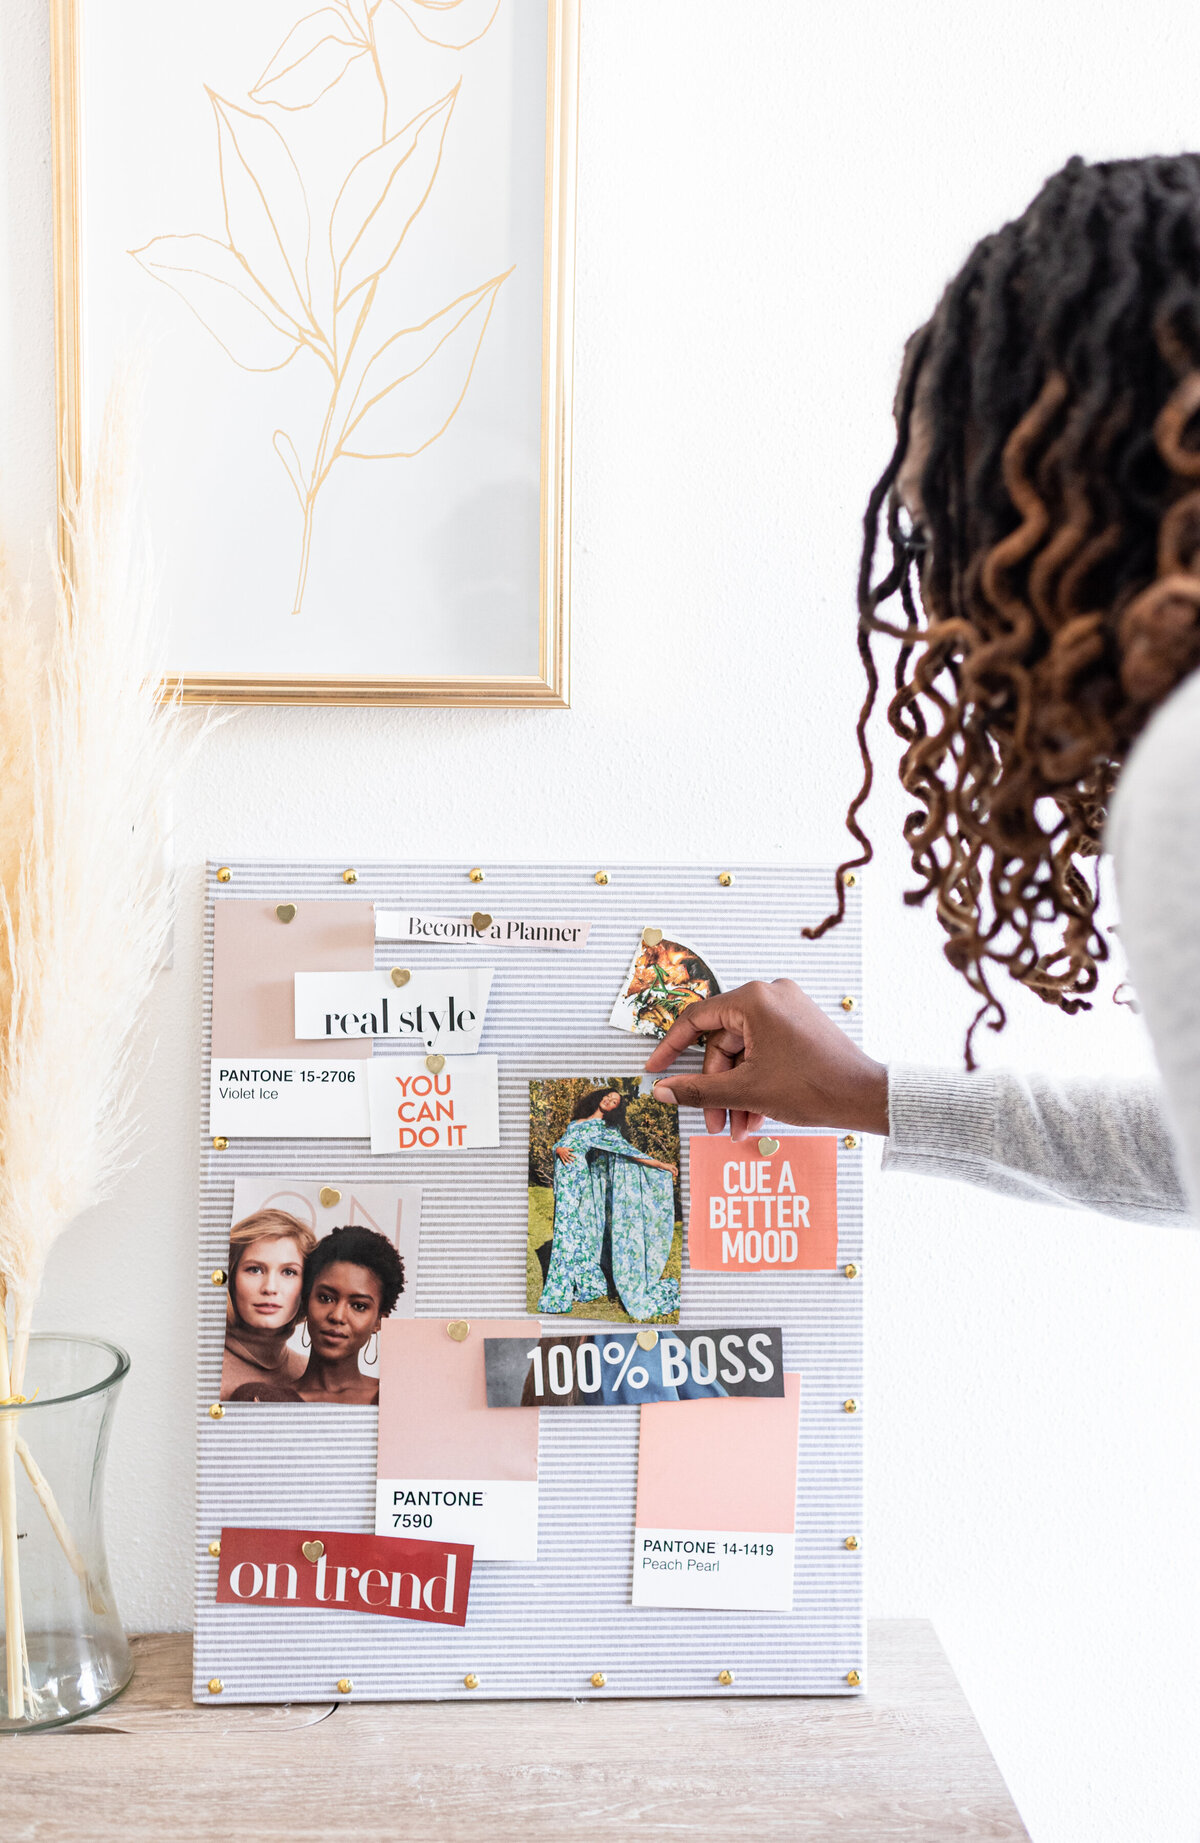 Become a Planner
real style
PANTONE 15-2706
Violet Ice
YOU
CAN
DO IT
CUE A
BETTER
MOOD
ON
100% BOSS
PANTONE
7590
PANTONE 14-1419
Peach Pearl
on trend